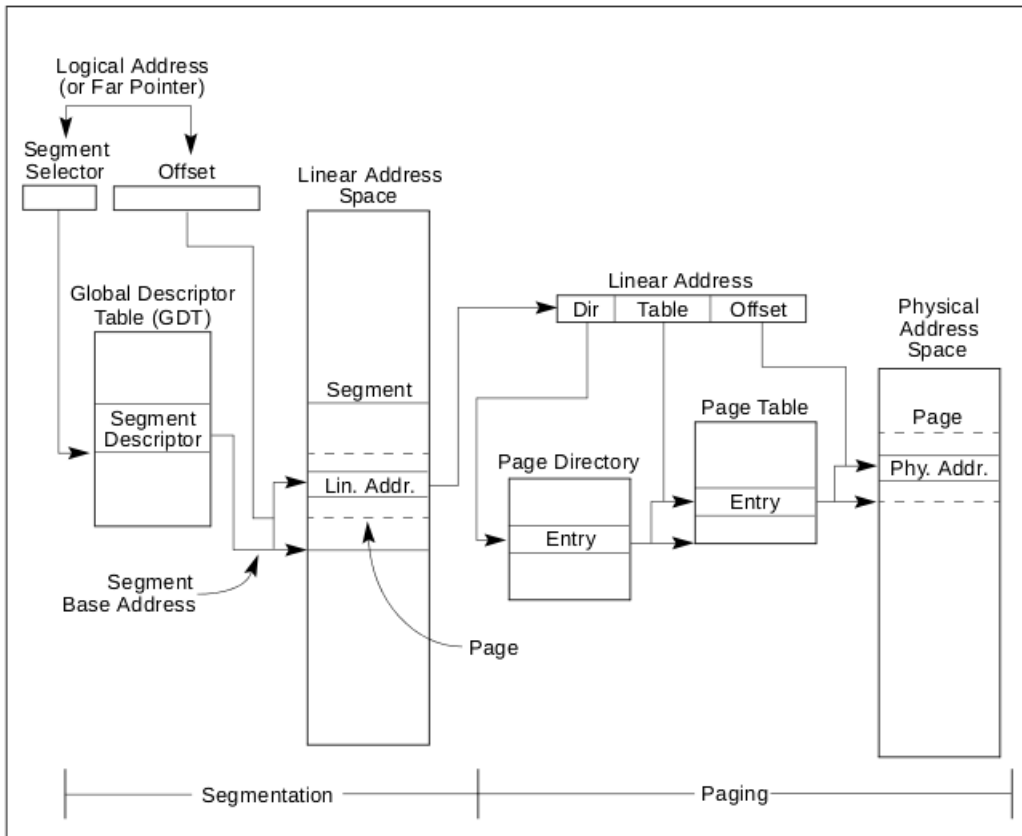 Logical Address
(or Far Pointer)
Segment
Selector
Offset
Linear Address
Space
Global Descriptor
Table (GDT)
Segment
Descriptor
Segment
Lin. Addr.
Segment
Base Address
Page
Linear Address
Dir
Table
Offset
Page Directory
Entry
Page Table
Entry
Physical
Address
Space
Page
Phy. Addr.
Segmentation
Paging